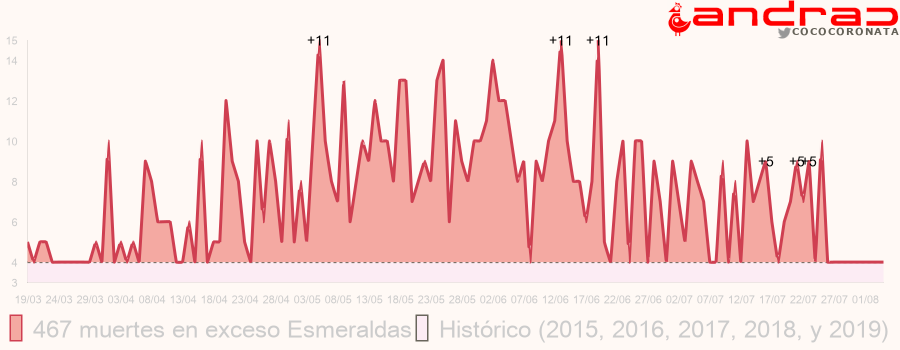 andrac
COCOCORONATA
15
14
12
10
8
6
4
3
+11 +11 +11
+5 +5 +5
19/03 24/03 29/03 03/04 08/04 13/04 18/04 23/04 28/04 03/05 08/05 13/05 18/05 23/05 28/05 02/06 07/06 12/06 17/06 22/06 27/06 02/07 07/07 12/07 17/07 22/07 27/07 01/08
467 muertes en exceso Esmeraldas Histórico (2015, 2016, 2017, 2018, y 2019)